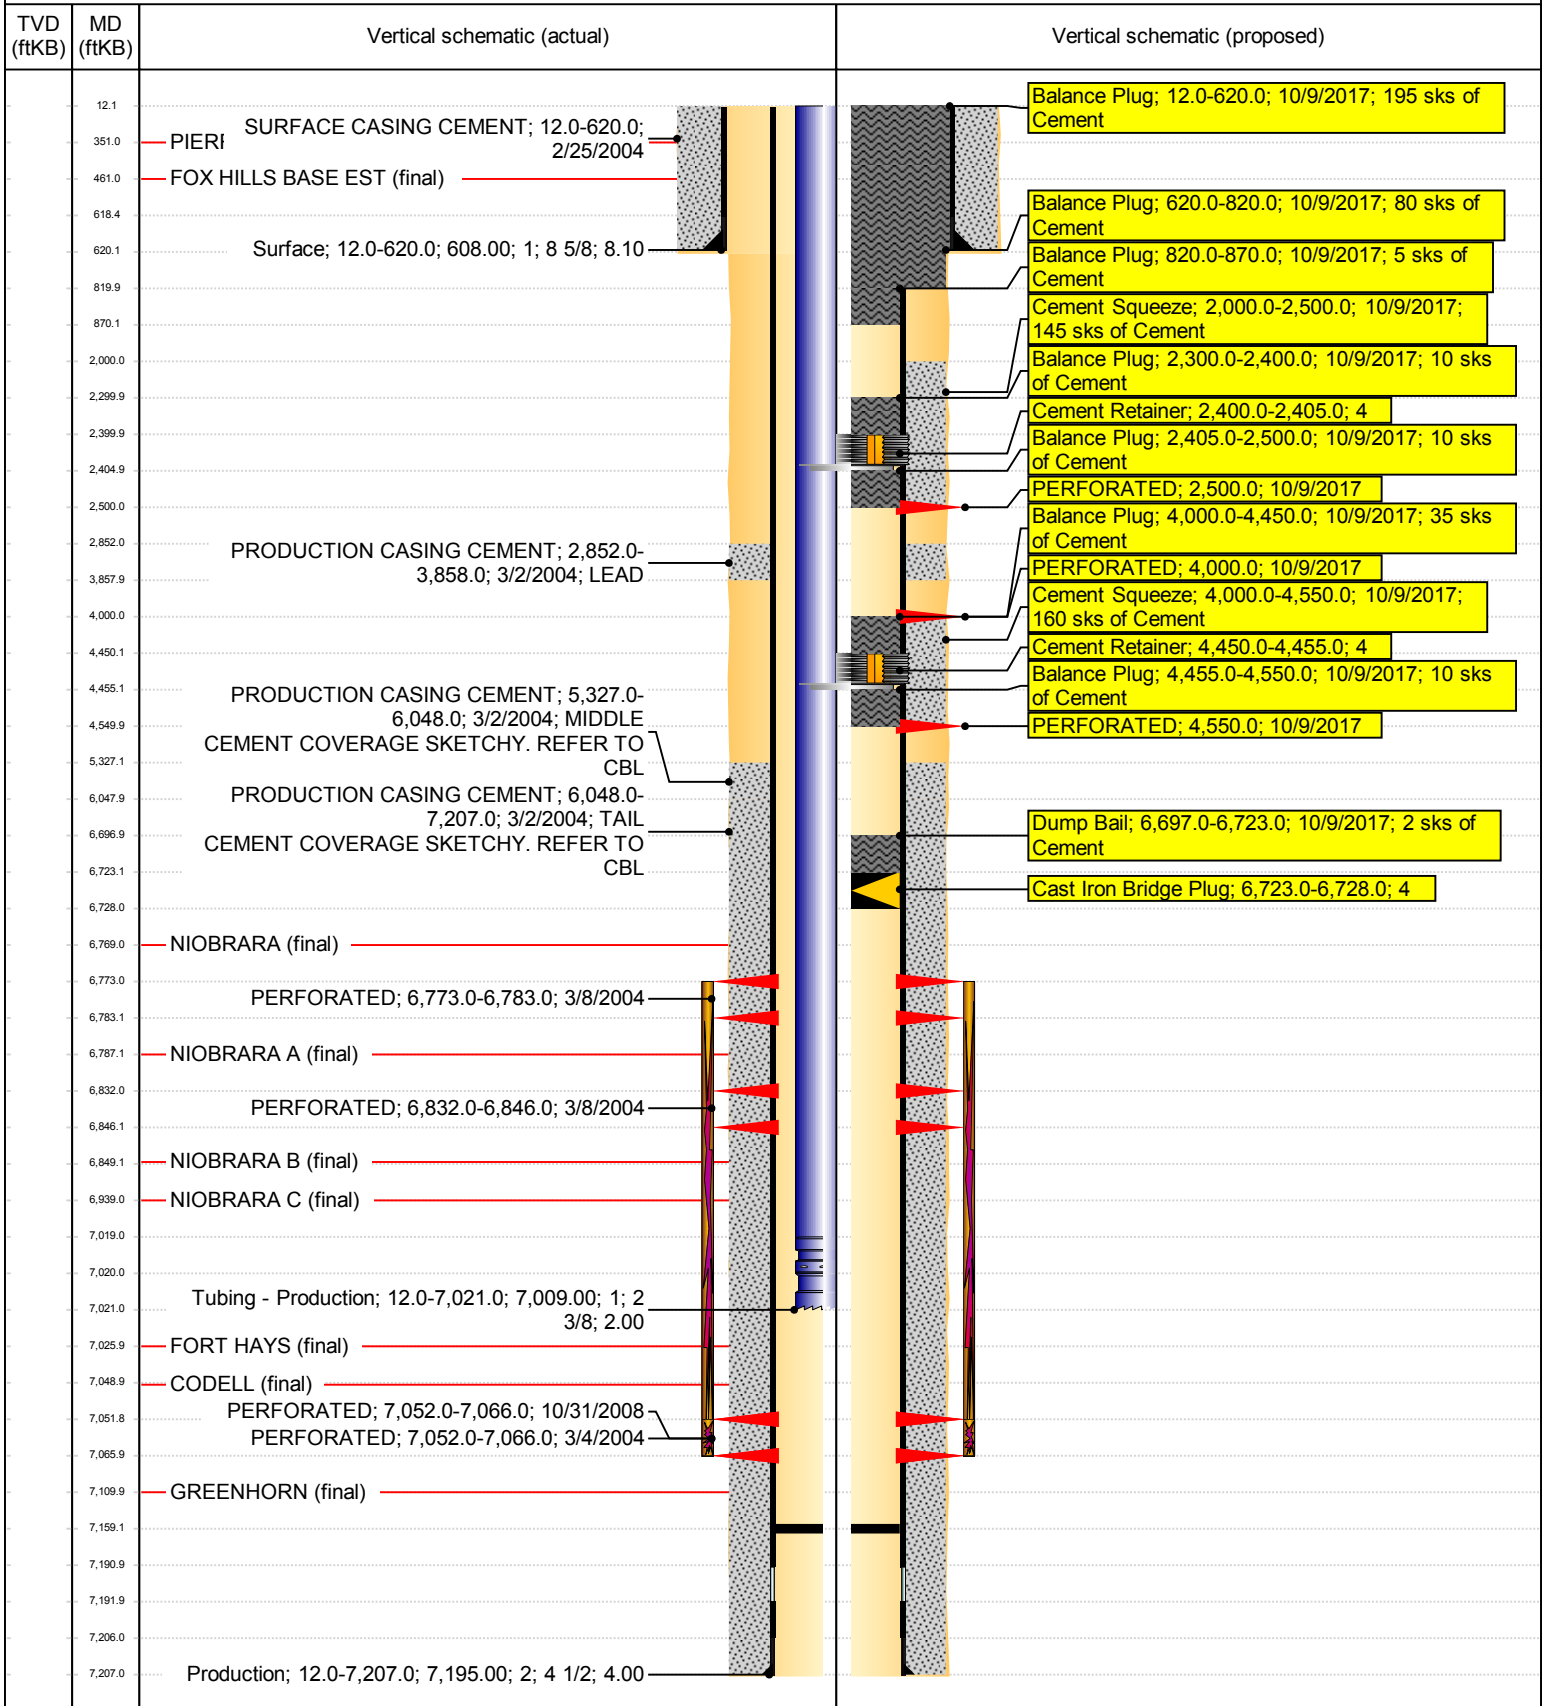 TVD
(ftKB)
MD
(ftKB)
Vertical schematic (actual)
Vertical schematic (proposed)
12.1
351.0
461.0
618.4
620.1
819.9
870.1
2,000.0
2,299.9
2,399.9
2,404.9
2,500.0
2,852.0
3,857.9
4,000.0
4,450.1
4,455.1
4,549.9
5,327.1
6,047.9
6,696.9
6,723.1
6,728.0
6,769.0
6,773.0
6,783.1
6,787.1
6,832.0
6,846.1
6,849.1
6,939.0
7,019.0
7,020.0
7,021.0
7,025.9
7,048.9
7,051.8
7,065.9
7,109.9
7,159.1
7,190.9
7,191.9
7,206.0
7,207.0
SURFACE CASING CEMENT; 12.0-620.0;
2/25/2004
FOX HILLS BASE EST (final)
Surface; 12.0-620.0; 608.00; 1; 8 5/8; 8.10
PRODUCTION CASING CEMENT; 2,852.0-
3,858.0; 3/2/2004; LEAD
PRODUCTION CASING CEMENT; 5,327.0-
6,048.0; 3/2/2004; MIDDLE
CEMENT COVERAGE SKETCHY. REFER TO
CBL
PRODUCTION CASING CEMENT; 6,048.0-
7,207.0; 3/2/2004; TAIL
CEMENT COVERAGE SKETCHY. REFER TO
CBL
NIOBRARA (final)
PERFORATED; 6,773.0-6,783.0; 3/8/2004
NIOBRARA A (final)
PERFORATED; 6,832.0-6,846.0; 3/8/2004
NIOBRARA B (final)
NIOBRARA C (final)
Tubing - Production; 12.0-7,021.0; 7,009.00; 1; 2
3/8; 2.00
FORT HAYS (final)
CODELL (final)
PERFORATED; 7,052.0-7,066.0; 10/31/2008
PERFORATED; 7,052.0-7,066.0; 3/4/2004
GREENHORN (final)
Production; 12.0-7,207.0; 7,195.00; 2; 4 1/2; 4.00
Balance Plug; 12.0-620.0; 10/9/2017; 195 sks of
Cement
Balance Plug; 620.0-820.0; 10/9/2017; 80 sks of
Cement
Balance Plug; 820.0-870.0; 10/9/2017; 5 sks of
Cement
Cement Squeeze; 2,000.0-2,500.0; 10/9/2017;
145 sks of Cement
Balance Plug; 2,300.0-2,400.0; 10/9/2017; 10 sks
of Cement
Cement Retainer; 2,400.0-2,405.0; 4
Balance Plug; 2,405.0-2,500.0; 10/9/2017; 10 sks
of Cement
PERFORATED; 2,500.0; 10/9/2017
Balance Plug; 4,000.0-4,450.0; 10/9/2017; 35 sks
of Cement
PERFORATED; 4,000.0; 10/9/2017
Cement Squeeze; 4,000.0-4,550.0; 10/9/2017;
160 sks of Cement
Cement Retainer; 4,450.0-4,455.0; 4
Balance Plug; 4,455.0-4,550.0; 10/9/2017; 10 sks
of Cement
PERFORATED; 4,550.0; 10/9/2017
Dump Bail; 6,697.0-6,723.0; 10/9/2017; 2 sks of
Cement
Cast Iron Bridge Plug; 6,723.0-6,728.0; 4